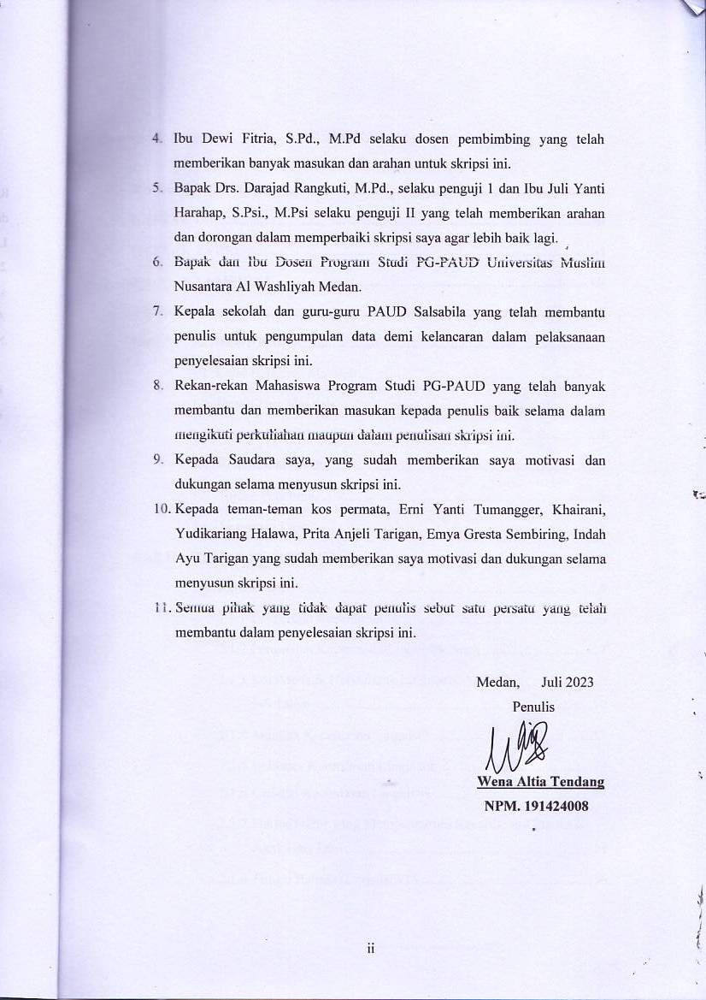 4. Ibu Dewi Fitria, S.Pd., M.Pd selaku dosen pembimbing yang telah
memberikan banyak masukan dan arahan untuk skripsi ini.
5. Bapak Drs. Darajad Rangkuti, M.Pd., selaku penguji 1 dan Ibu Juli Yanti
Harahap, S.Psi., M.Psi selaku penguji II yang telah memberikan arahan
dan dorongan dalam memperbaiki skripsi saya agar lebih baik lagi.
6. Bapak dan Ibu Dosen Program Studi PG-PAUD Universitas Muslim
Nusantara Al Washliyah Medan.
7. Kepala sekolah dan guru-guru PAUD Salsabila yang telah membantu
penulis untuk pengumpulan data demi kelancaran dalam pelaksanaan
penyelesaian skripsi ini.
8. Rekan-rekan Mahasiswa Program Studi PG-PAUD yang telah banyak
membantu dan memberikan masukan kepada penulis baik selama dalam
mengikuti perkuliahan maupun dalam penulisan skripsi ini.
9. Kepada Saudara saya, yang sudah memberikan saya motivasi dan
dukungan selama menyusun skripsi ini.
10. Kepada teman-teman kos permata, Erni Yanti Tumangger, Khairani,
Yudikariang Halawa, Prita Anjeli Tarigan, Emya Gresta Sembiring, Indah
Ayu Tarigan yang sudah memberikan saya motivasi dan dukungan selama
menyusun skripsi ini.
11. Semua pihak yang tidak dapat penulis sebut satu persatu yang telah
membantu dalam penyelesaian skripsi ini.
Medan, Juli 2023
Penulis
Wena Altia Tendang
NPM. 191424008
ii